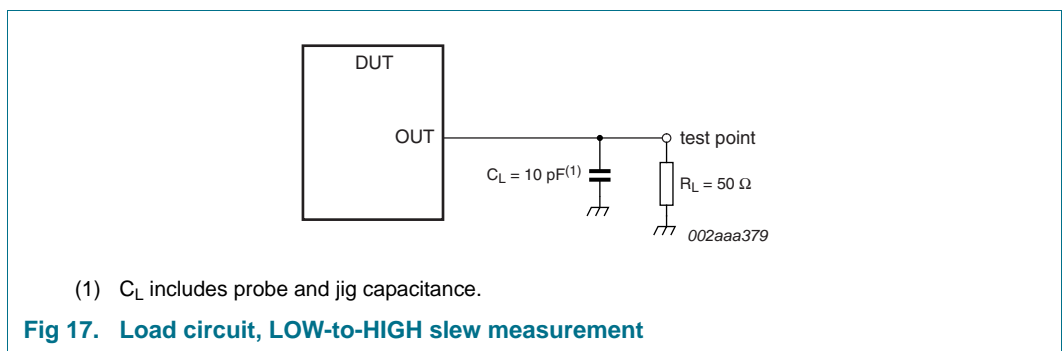 DUT
OUT
test point
C_L = 10 pF(1)
R_L = 50 Ω
002aaa379
(1) C_L includes probe and jig capacitance.
Fig 17. Load circuit, LOW-to-HIGH slew measurement